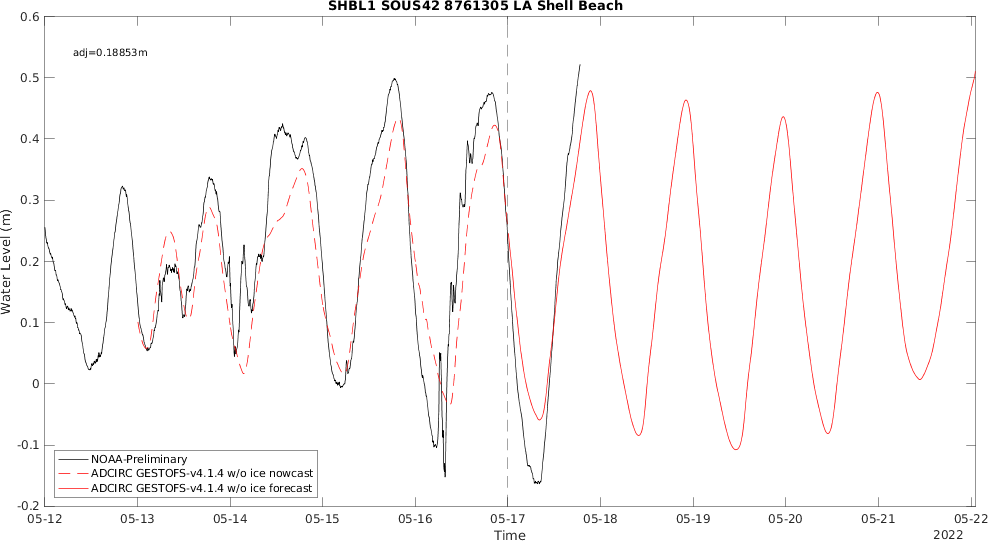 SHBL1 SOUS42 8761305 LA Shell Beach
adj=0.18853m
0.6
0.5
0.4
0.3
0.2
0.1
0
-0.1
-0.2
Water Level (m)
NOAA-Preliminary
ADCIRC GESTOFS-v4.1.4 w/o ice nowcast
ADCIRC GESTOFS-v4.1.4 w/o ice forecast
05-12 05-13 05-14 05-15 05-16 05-17 05-18 05-19 05-20 05-21 05-22
Time
2022